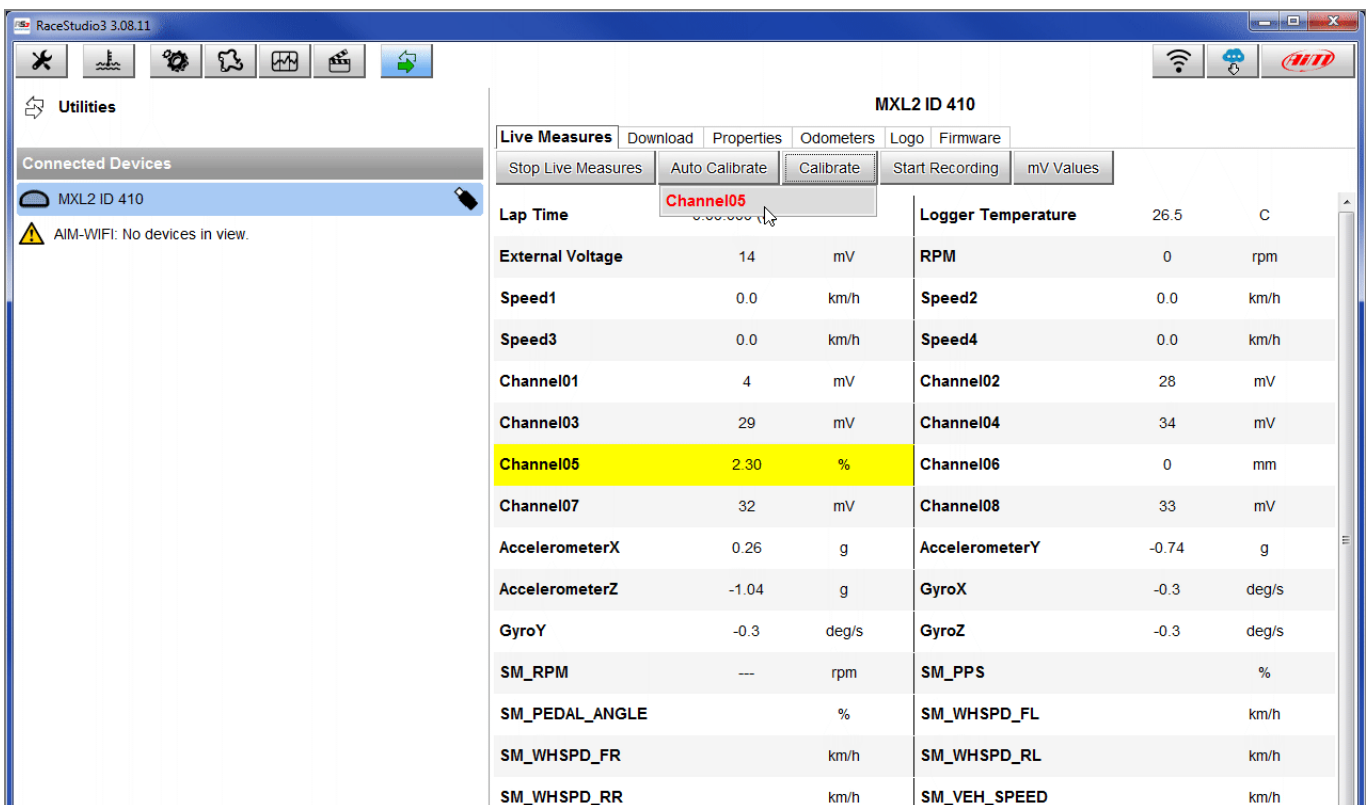 RS3 RaceStudio3 3.08.11
AiM
Utilities
MXL2 ID 410
Live Measures Download Properties Odometers Logo Firmware
Connected Devices
Stop Live Measures Auto Calibrate Calibrate Start Recording mV Values
MXL2 ID 410
Channel05
AIM-WIFI: No devices in view.
Lap Time Logger Temperature 26.5 C
External Voltage 14 mV RPM 0 rpm
Speed1 0.0 km/h Speed2 0.0 km/h
Speed3 0.0 km/h Speed4 0.0 km/h
Channel01 4 mV Channel02 28 mV
Channel03 29 mV Channel04 34 mV
Channel05 2.30 % Channel06 0 mm
Channel07 32 mV Channel08 33 mV
AccelerometerX 0.26 g AccelerometerY -0.74 g
AccelerometerZ -1.04 g GyroX -0.3 deg/s
GyroY -0.3 deg/s GyroZ -0.3 deg/s
SM_RPM --- rpm SM_PPS %
SM_PEDAL_ANGLE % SM_WHSPD_FL km/h
SM_WHSPD_FR km/h SM_WHSPD_RL km/h
SM_WHSPD_RR km/h SM_VEH_SPEED km/h